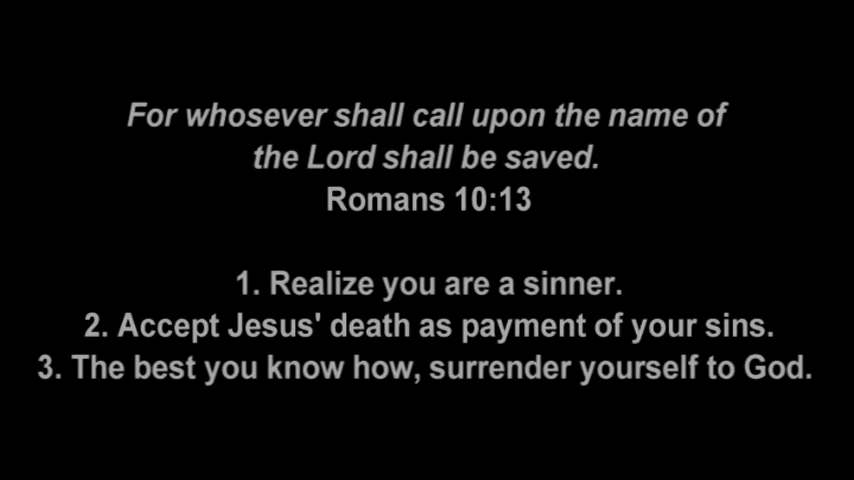 For whosever shall call upon the name of
the Lord shall be saved.
Romans 10:13
1. Realize you are a sinner.
2. Accept Jesus' death as payment of your sins.
3. The best you know how, surrender yourself to God.